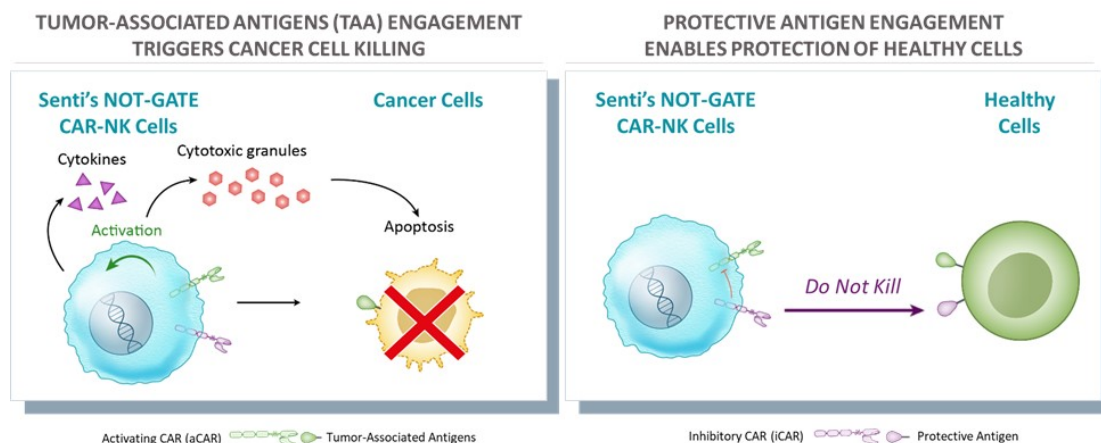 TUMOR-ASSOCIATED ANTIGENS (TAA) ENGAGEMENT
TRIGGERS CANCER CELL KILLING
Senti's NOT-GATE
CAR-NK Cells
Cancer Cells
Cytokines
Cytotoxic granules
Activation
Apoptosis
Activating CAR (aCAR)
Tumor-Associated Antigens
PROTECTIVE ANTIGEN ENGAGEMENT
ENABLES PROTECTION OF HEALTHY CELLS
Senti's NOT-GATE
CAR-NK Cells
Healthy
Cells
Do Not Kill
Inhibitory CAR (iCAR)
Protective Antigen